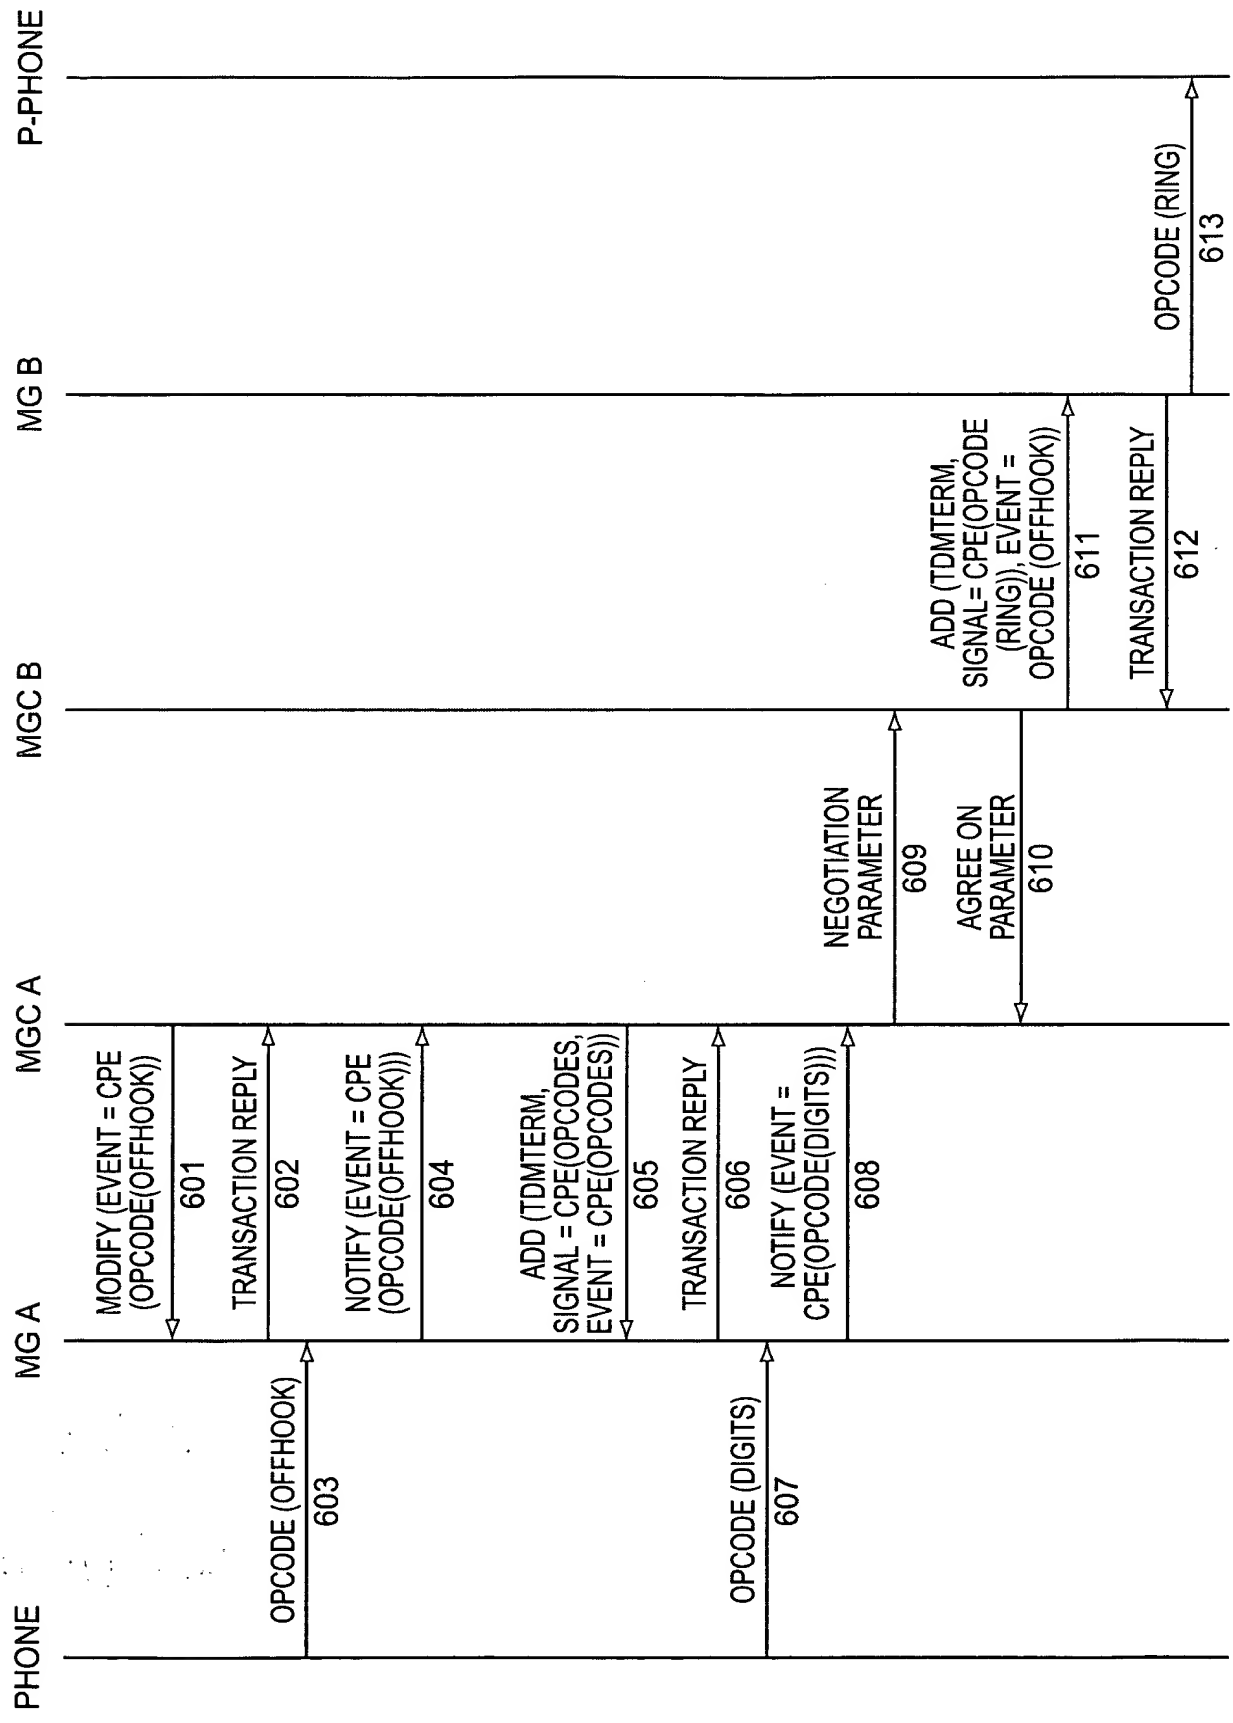 PHONE
MG A
MGC A
MGC B
MG B
P-PHONE
MODIFY (EVENT = CPE
(OPCODE(OFFHOOK))
601
TRANSACTION REPLY
602
OPCODE (OFFHOOK)
603
NOTIFY (EVENT = CPE
(OPCODE(OFFHOOK)))
604
ADD (TDMTERM,
SIGNAL = CPE(OPCODES,
EVENT = CPE(OPCODES))
605
TRANSACTION REPLY
606
OPCODE (DIGITS)
607
NOTIFY (EVENT =
CPE(OPCODE(DIGITS))))
608
NEGOTIATION
PARAMETER
609
AGREE ON
PARAMETER
610
ADD (TDMTERM,
SIGNAL= CPE(OPCODE
(RING)), EVENT =
OPCODE (OFFHOOK))
611
TRANSACTION REPLY
612
OPCODE (RING)
613